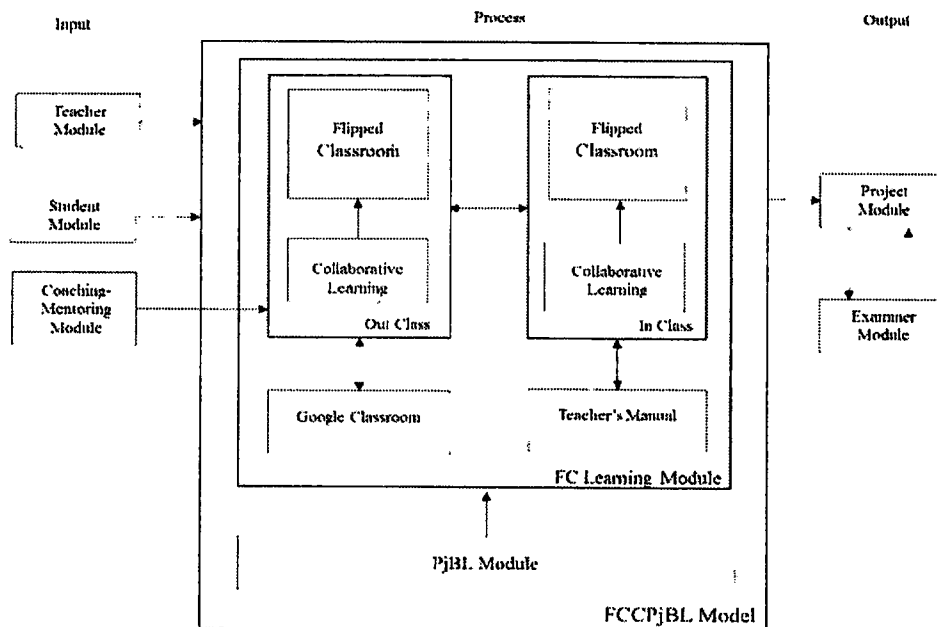 Input
Process
Output
Teacher
Module
Student
Module
Coaching-
Mentoring
Module
Flipped
Classroom
Collaborative
Learning
Out Class
Google Classroom
Flipped
Classroom
Collaborative
Learning
In Class
Teacher's Manual
FC Learning Module
PjBL Module
FCCPjBL Model
Project
Module
Examiner
Module